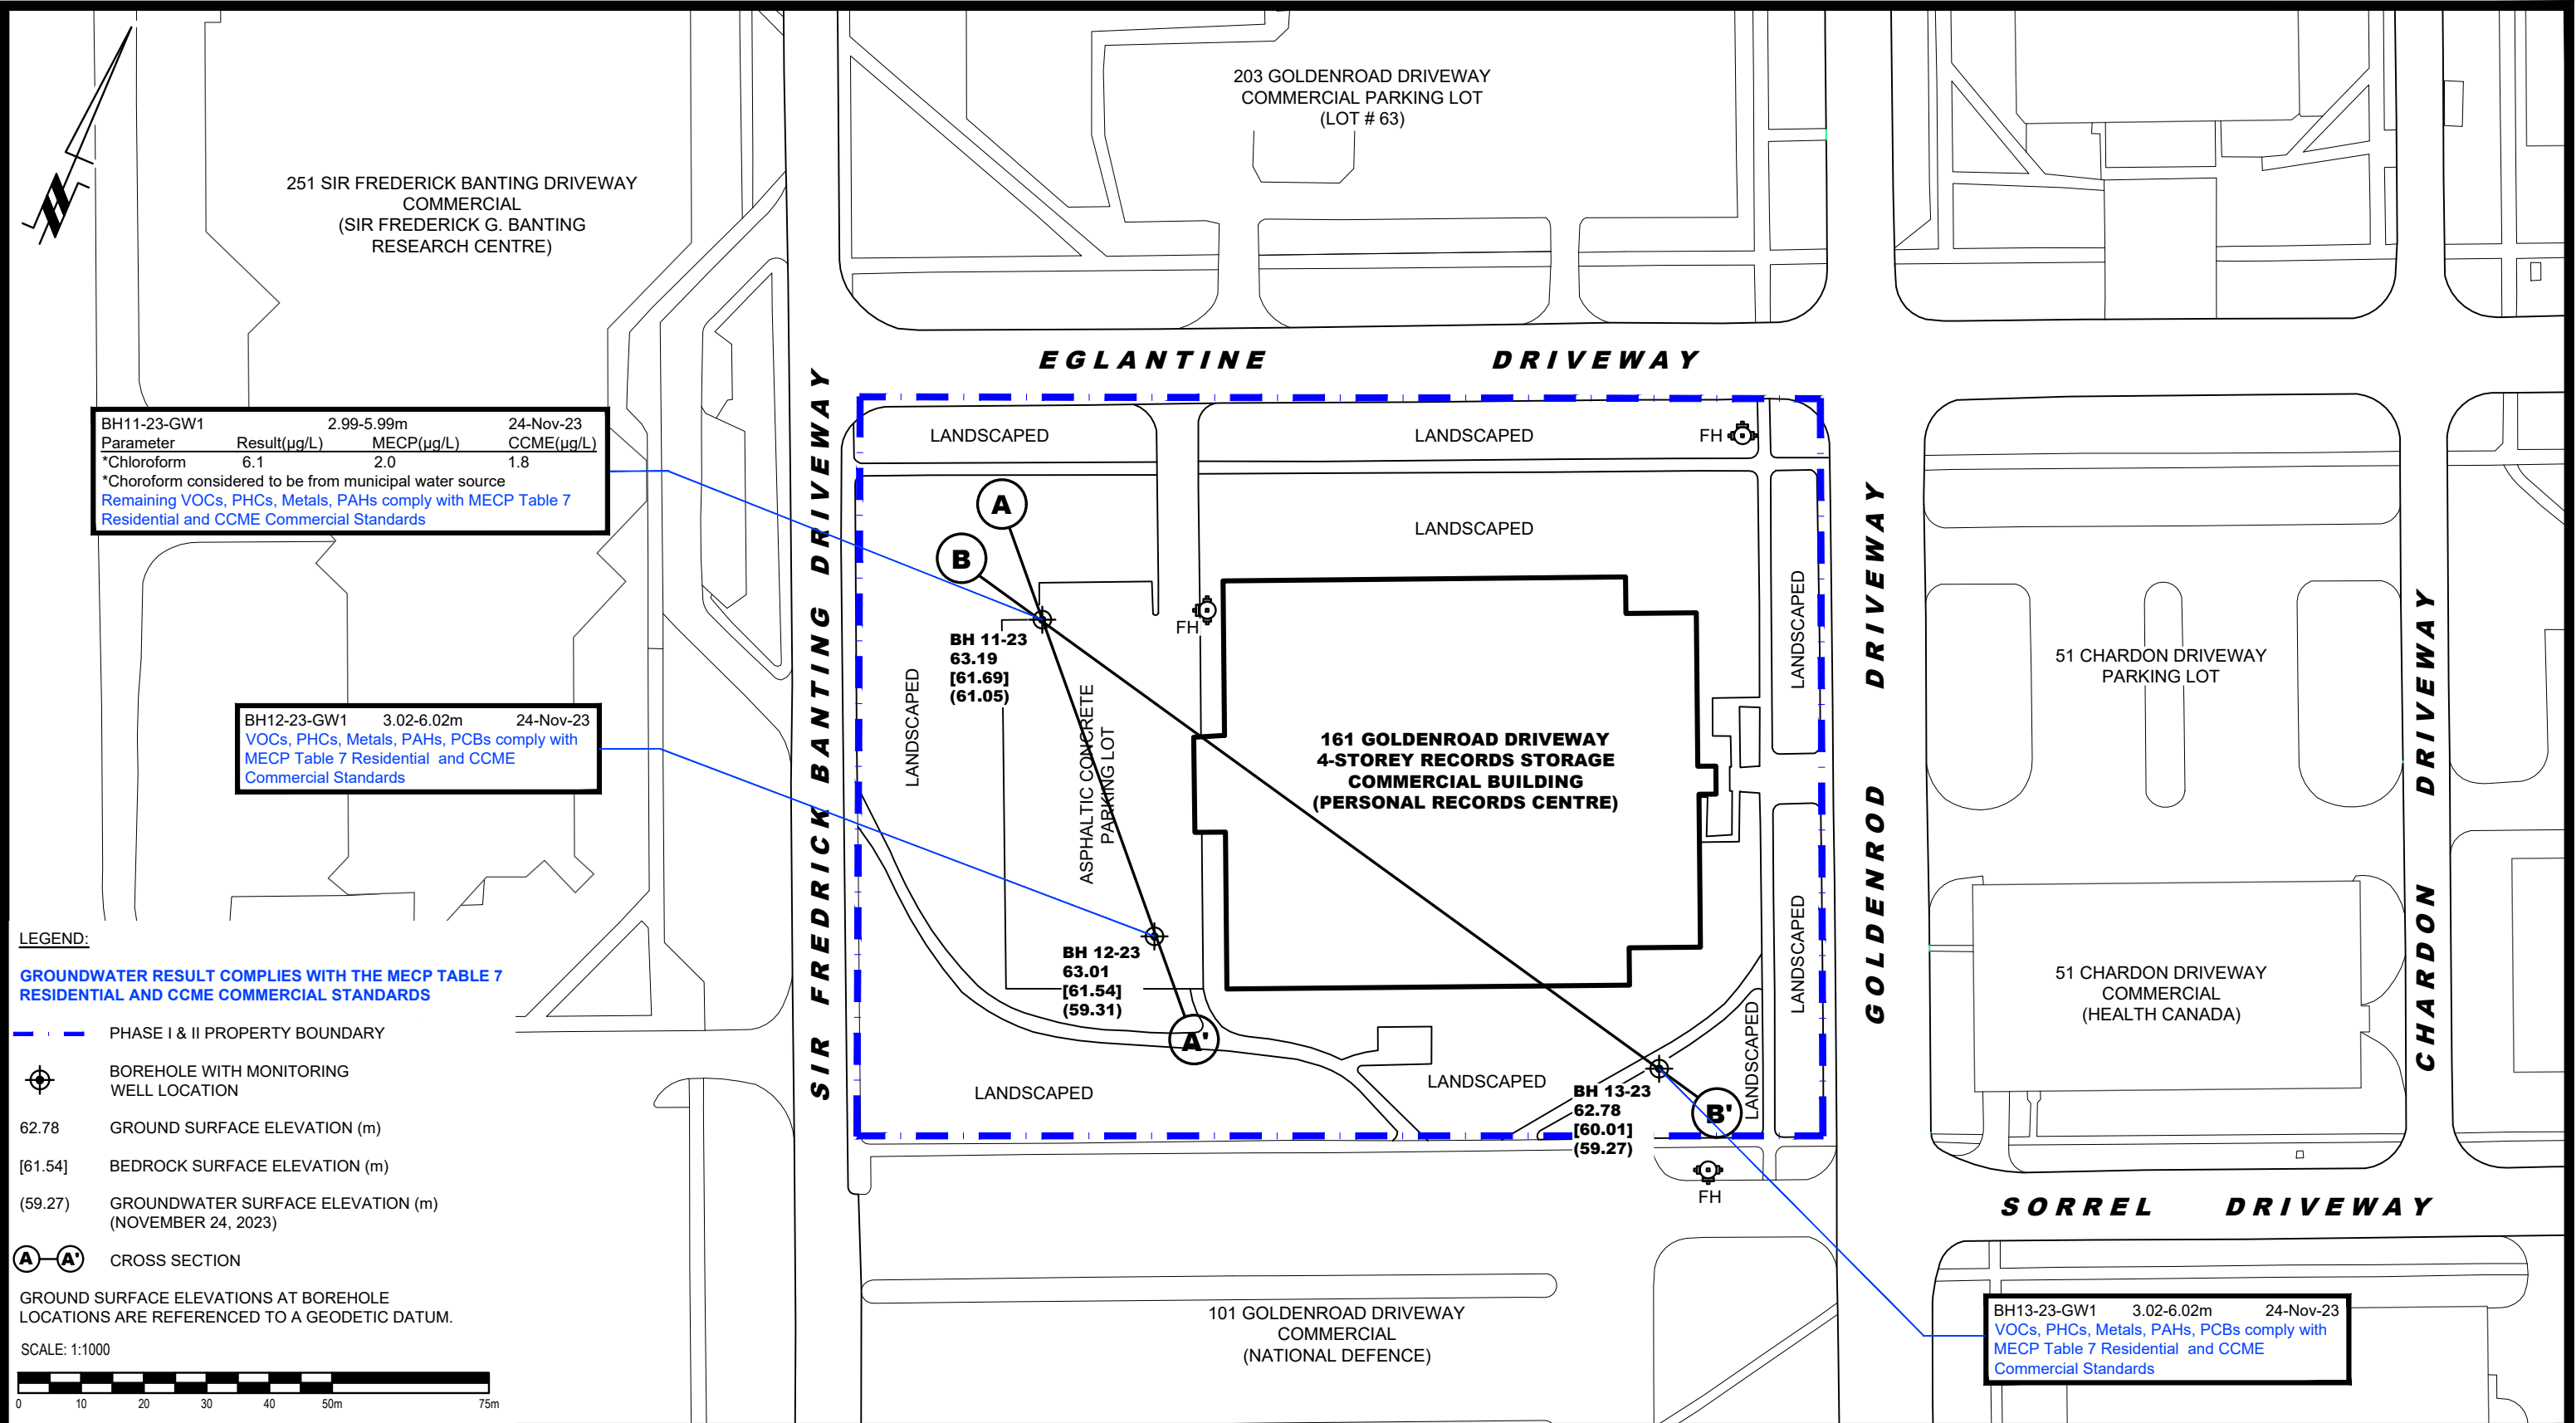 203 GOLDENROAD DRIVEWAY
COMMERCIAL PARKING LOT
(LOT # 63)
251 SIR FREDERICK BANTING DRIVEWAY
COMMERCIAL
(SIR FREDERICK G. BANTING
RESEARCH CENTRE)
EGLANTINE DRIVEWAY
SIR FREDRICK BANTING DRIVEWAY
GOLDENROD DRIVEWAY
CHARDON DRIVEWAY
SORREL DRIVEWAY
BH11-23-GW1 2.99-5.99m 24-Nov-23
Parameter Result(µg/L) MECP(µg/L) CCME(µg/L)
*Chloroform 6.1 2.0 1.8
*Choroform considered to be from municipal water source
Remaining VOCs, PHCs, Metals, PAHs comply with MECP Table 7
Residential and CCME Commercial Standards
BH12-23-GW1 3.02-6.02m 24-Nov-23
VOCs, PHCs, Metals, PAHs, PCBs comply with
MECP Table 7 Residential and CCME
Commercial Standards
LANDSCAPED
LANDSCAPED
FH
A
B
LANDSCAPED
LANDSCAPED
FH
BH 11-23
63.19
[61.69]
(61.05)
LANDSCAPED
ASPHALTIC CONCRETE
PARKING LOT
161 GOLDENROAD DRIVEWAY
4-STOREY RECORDS STORAGE
COMMERCIAL BUILDING
(PERSONAL RECORDS CENTRE)
51 CHARDON DRIVEWAY
PARKING LOT
BH 12-23
63.01
[61.54]
(59.31)
A'
LANDSCAPED
LANDSCAPED
LANDSCAPED
LANDSCAPED
BH 13-23
62.78
[60.01]
(59.27)
B'
FH
51 CHARDON DRIVEWAY
COMMERCIAL
(HEALTH CANADA)
101 GOLDENROAD DRIVEWAY
COMMERCIAL
(NATIONAL DEFENCE)
BH13-23-GW1 3.02-6.02m 24-Nov-23
VOCs, PHCs, Metals, PAHs, PCBs comply with
MECP Table 7 Residential and CCME
Commercial Standards
LEGEND:
GROUNDWATER RESULT COMPLIES WITH THE MECP TABLE 7
RESIDENTIAL AND CCME COMMERCIAL STANDARDS
PHASE I & II PROPERTY BOUNDARY
BOREHOLE WITH MONITORING
WELL LOCATION
62.78 GROUND SURFACE ELEVATION (m)
[61.54] BEDROCK SURFACE ELEVATION (m)
(59.27) GROUNDWATER SURFACE ELEVATION (m)
(NOVEMBER 24, 2023)
A A' CROSS SECTION
GROUND SURFACE ELEVATIONS AT BOREHOLE
LOCATIONS ARE REFERENCED TO A GEODETIC DATUM.
SCALE: 1:1000
0 10 20 30 40 50m 75m